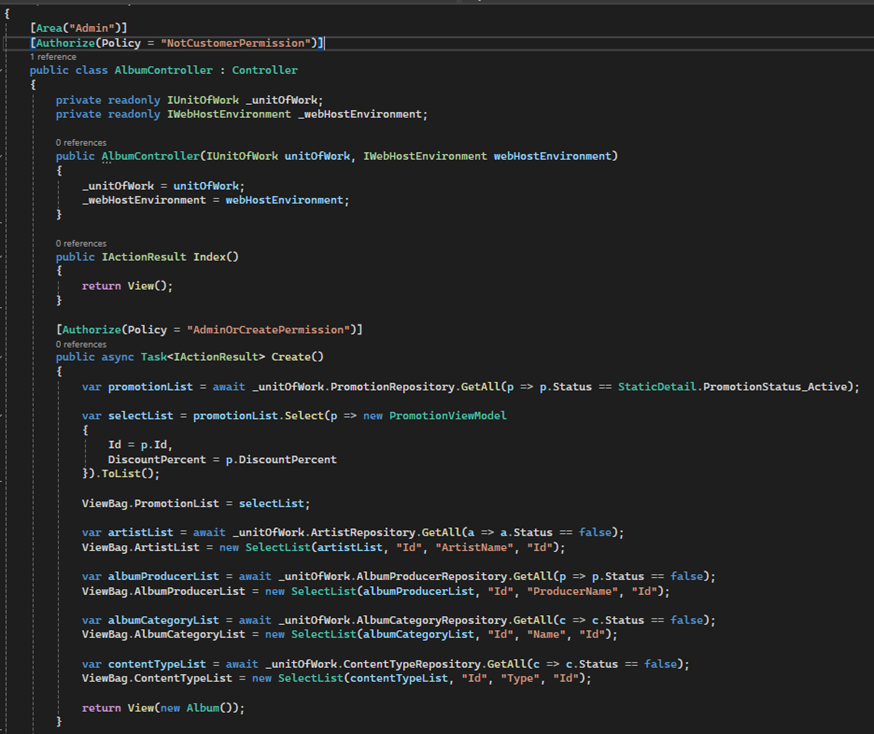 {
[Area("Admin")]
[Authorize(Policy = "NotCustomerPermission")]
1 reference
public class AlbumController : Controller
{
private readonly IUnitOfWork _unitOfWork;
private readonly IWebHostEnvironment _webHostEnvironment;
0 references
public AlbumController(IUnitOfWork unitOfWork, IWebHostEnvironment webHostEnvironment)
{
_unitOfWork = unitOfWork;
_webHostEnvironment = webHostEnvironment;
}
0 references
public IActionResult Index()
{
return View();
}
[Authorize(Policy = "AdminOrCreatePermission")]
0 references
public async Task<IActionResult> Create()
{
var promotionList = await _unitOfWork.PromotionRepository.GetAll(p => p.Status == StaticDetail.PromotionStatus_Active);
var selectList = promotionList.Select(p => new PromotionViewModel
{
Id = p.Id,
DiscountPercent = p.DiscountPercent
}).ToList();
ViewBag.PromotionList = selectList;
var artistList = await _unitOfWork.ArtistRepository.GetAll(a => a.Status == false);
ViewBag.ArtistList = new SelectList(artistList, "Id", "ArtistName", "Id");
var albumProducerList = await _unitOfWork.AlbumProducerRepository.GetAll(p => p.Status == false);
ViewBag.AlbumProducerList = new SelectList(albumProducerList, "Id", "ProducerName", "Id");
var albumCategoryList = await _unitOfWork.AlbumCategoryRepository.GetAll(c => c.Status == false);
ViewBag.AlbumCategoryList = new SelectList(albumCategoryList, "Id", "Name", "Id");
var contentTypeList = await _unitOfWork.ContentTypeRepository.GetAll(c => c.Status == false);
ViewBag.ContentTypeList = new SelectList(contentTypeList, "Id", "Type", "Id");
return View(new Album());
}